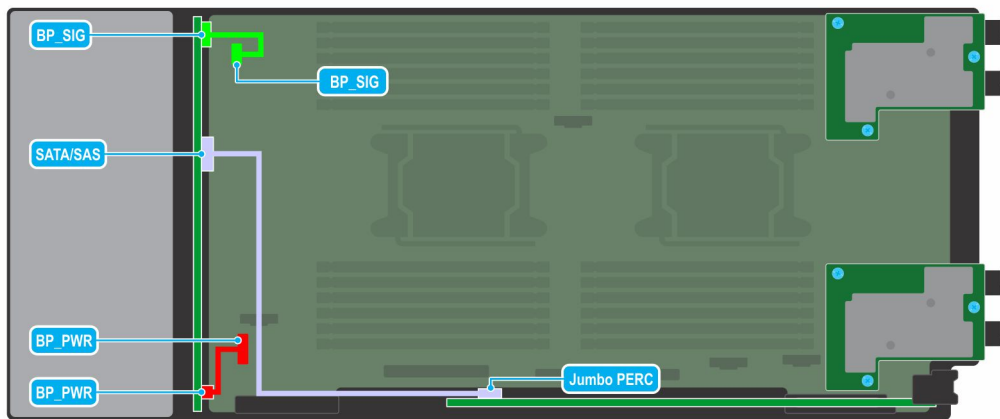 BP_SIG
BP_SIG
SATA/SAS
BP_PWR
Jumbo PERC
BP_PWR